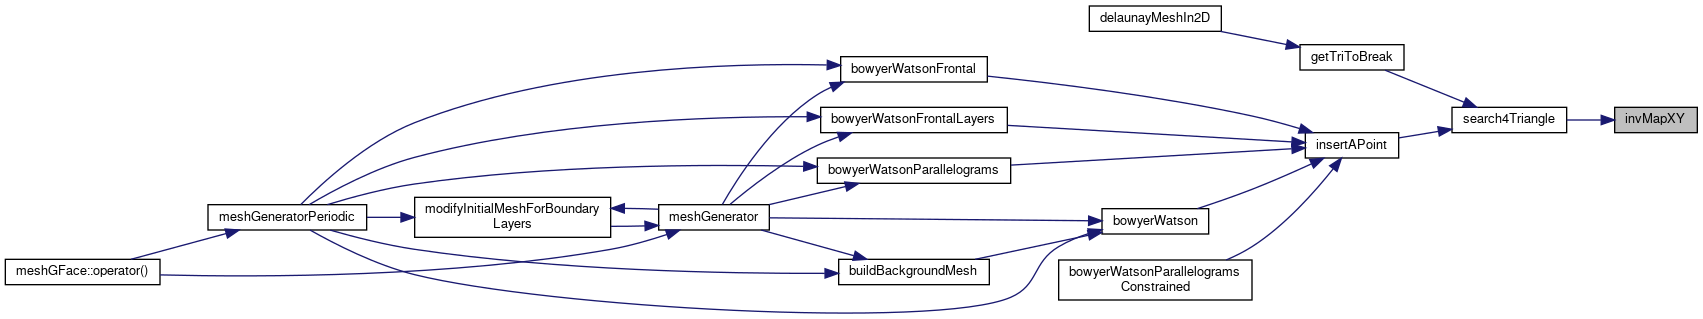 delaunayMeshIn2D
getTriToBreak
bowyerWatsonFrontal
bowyerWatsonFrontalLayers
search4Triangle
invMapXY
insertAPoint
bowyerWatsonParallelograms
meshGeneratorPeriodic
modifyInitialMeshForBoundary
Layers
meshGenerator
bowyerWatson
meshGFace::operator()
buildBackgroundMesh
bowyerWatsonParallelograms
Constrained